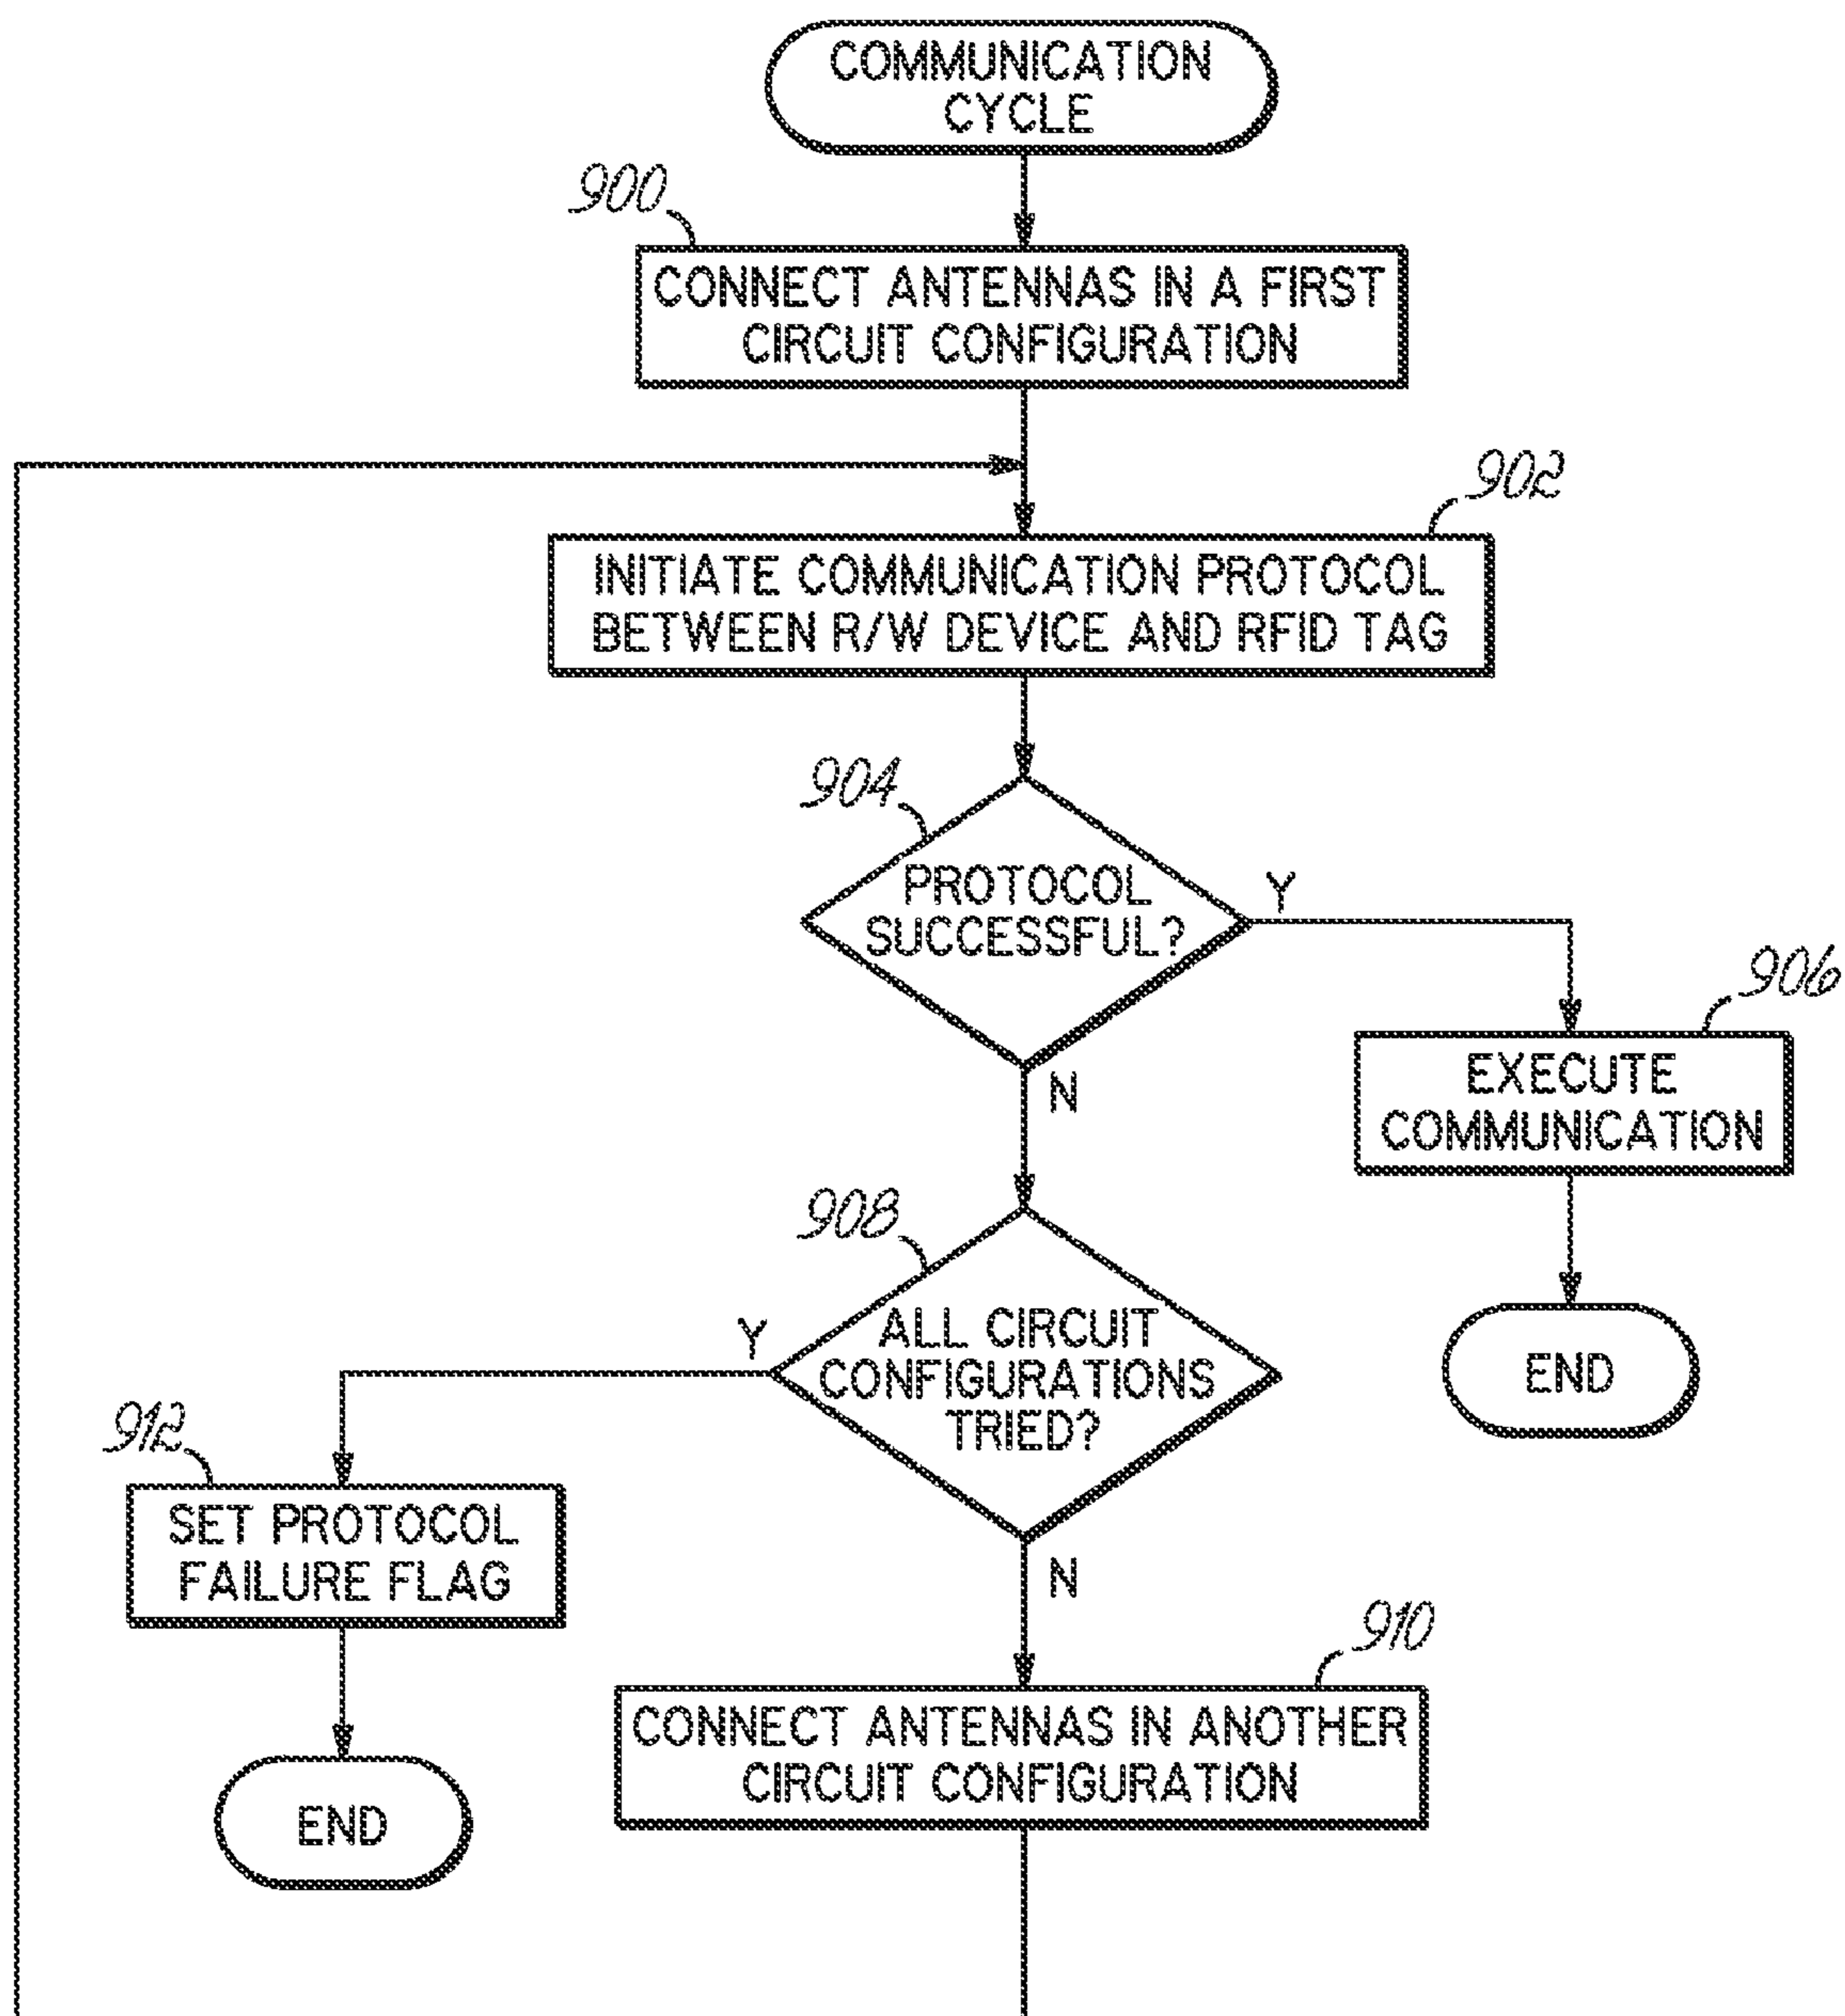 COMMUNICATION
CYCLE
900
CONNECT ANTENNAS IN A FIRST
CIRCUIT CONFIGURATION
902
INITIATE COMMUNICATION PROTOCOL
BETWEEN R/W DEVICE AND RFID TAG
904
PROTOCOL
SUCCESSFUL?
Y
906
EXECUTE
COMMUNICATION
END
N
908
ALL CIRCUIT
CONFIGURATIONS
TRIED?
Y
912
SET PROTOCOL
FAILURE FLAG
END
N
910
CONNECT ANTENNAS IN ANOTHER
CIRCUIT CONFIGURATION